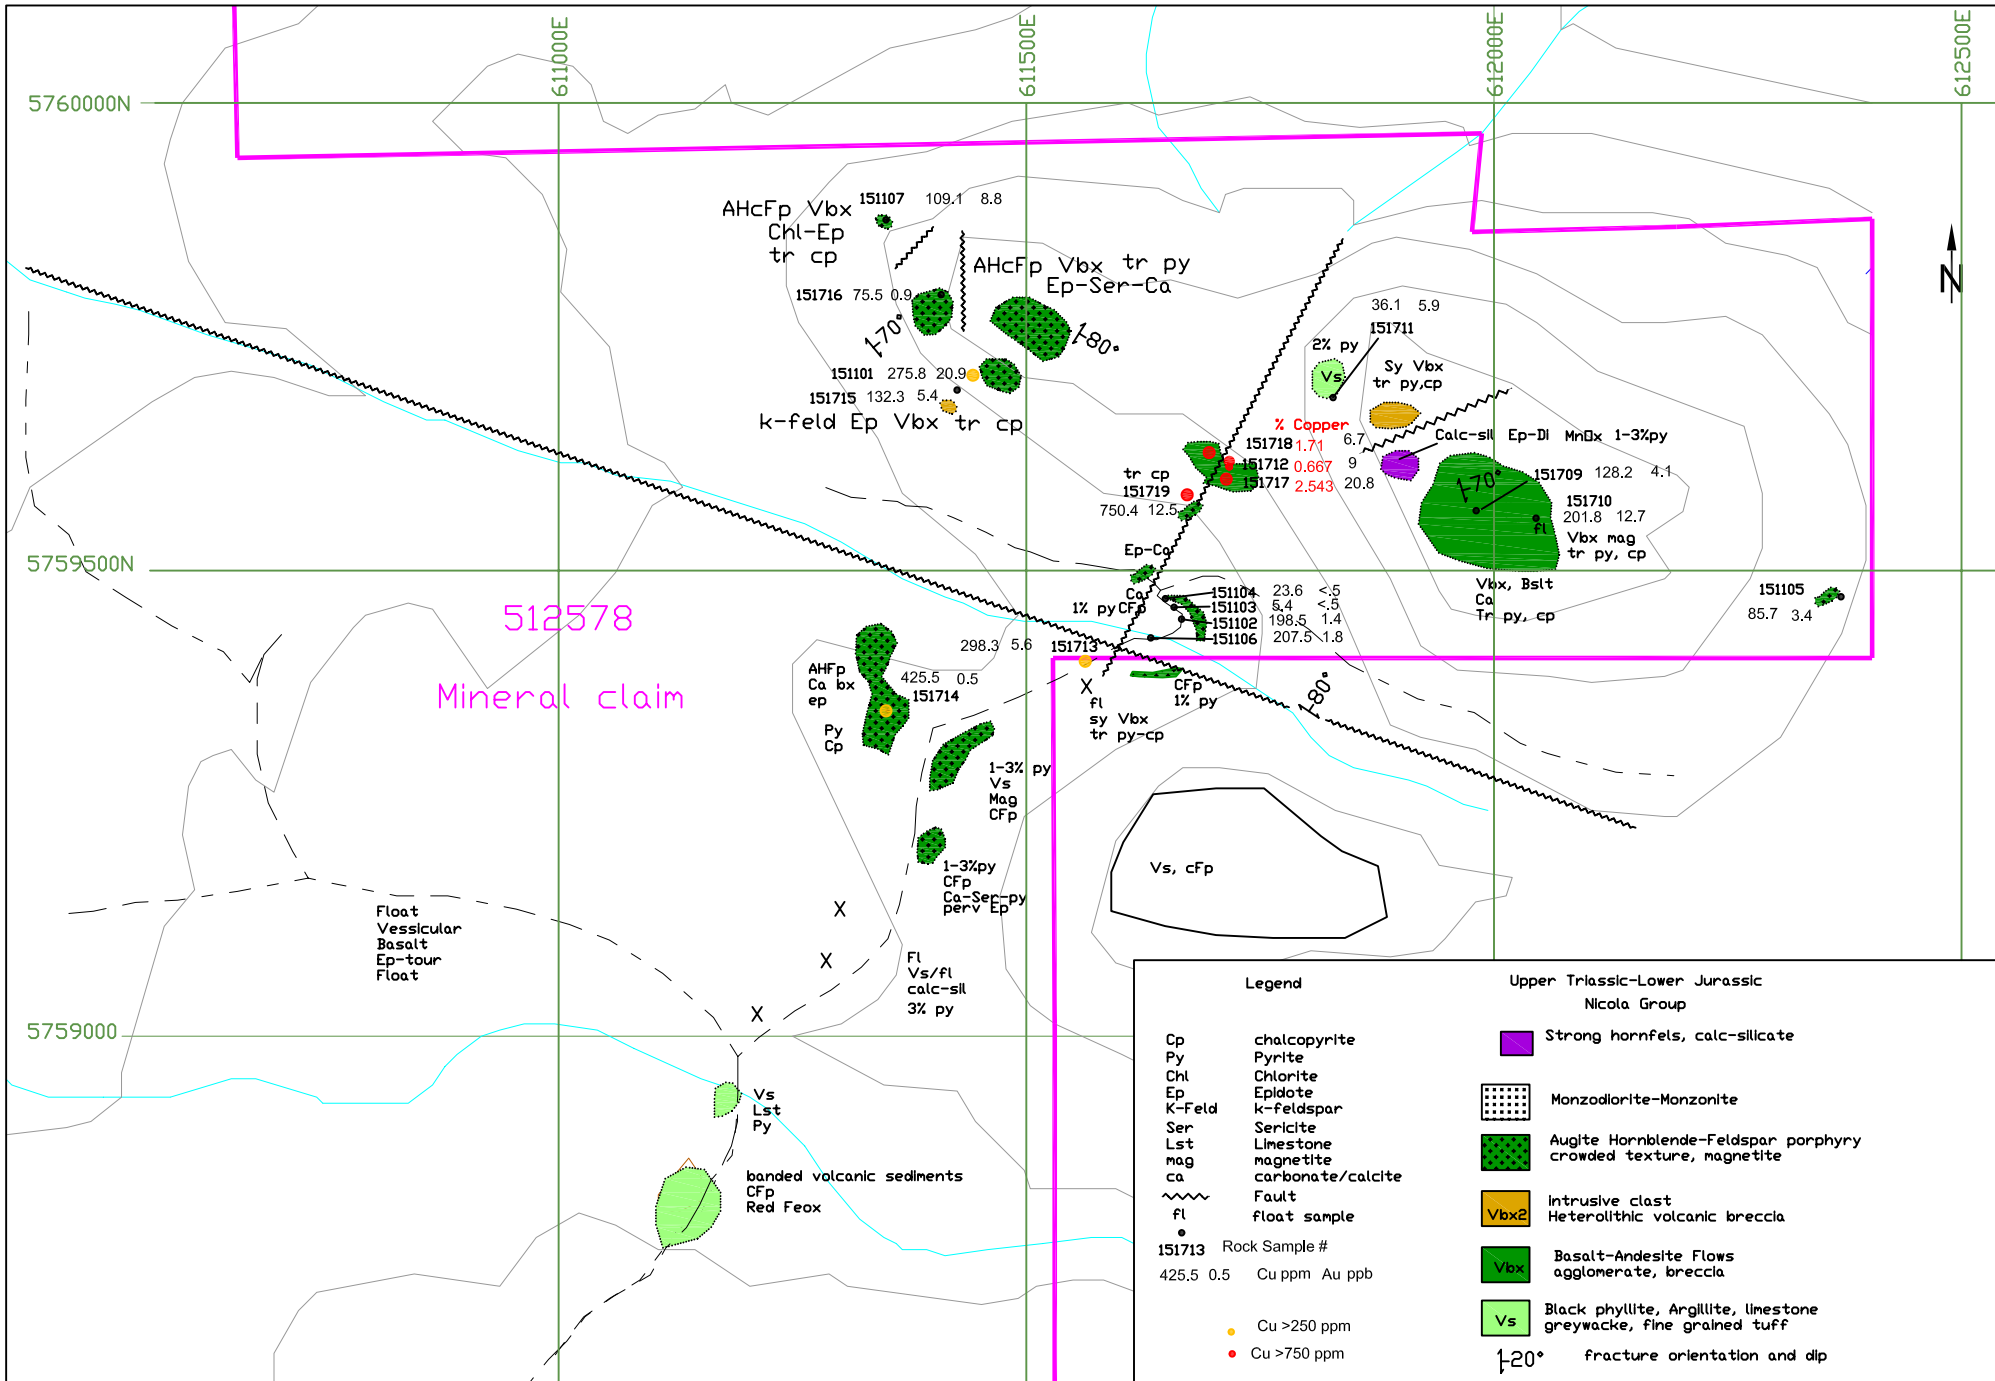 611000E
611500E
612000E
612500E
5760000N
5759500N
5759000
N
AHcFp Vbx
Chl-Ep
tr cp
151107 109.1 8.8
AHcFp Vbx tr py
Ep-Ser-Ca
151716 75.5 0.9
70°
80°
151101 275.8 20.9
151715 132.3 5.4
k-feld Ep Vbx tr cp
36.1 5.9
151711
2% py
Vs
Sy Vbx
tr py,cp
% Copper
151718 1.71 6.7
151712 0.667 9
151717 2.543 20.8
Calc-sil Ep-Di MnOx 1-3%py
151709 128.2 4.1
70°
151710
201.8 12.7
fl
Vbx mag
tr py, cp
tr cp
151719
750.4 12.5
Ep-Ca
Ca
1% py CFp
151104 23.6 <.5
151103 5.4 <.5
151102 198.5 1.4
151106 207.5 1.8
Vbx, Bslt
Ca
Tr py, cp
151105
85.7 3.4
512578
Mineral claim
298.3 5.6 151713
AHFp
Ca bx
ep
Py
Cp
425.5 0.5
151714
X
fl
sy Vbx
tr py-cp
CFp
1% py
80°
1-3% py
Vs
Mag
CFp
1-3%py
CFp
Ca-Ser-py
perv Ep
Vs, cFp
Float
Vessicular
Basalt
Ep-tour
Float
X
X
X
Fl
Vs/fl
calc-sil
3% py
Vs
Lst
Py
banded volcanic sediments
CFp
Red Feox
Legend
Cp chalcopyrite
Py Pyrite
Chl Chlorite
Ep Epidote
K-Feld k-feldspar
Ser Sericite
Lst Limestone
mag magnetite
ca carbonate/calcite
Fault
fl float sample
151713 Rock Sample #
425.5 0.5 Cu ppm Au ppb
Cu >250 ppm
Cu >750 ppm
Upper Triassic-Lower Jurassic
Nicola Group
Strong hornfels, calc-silicate
Monzodiorite-Monzonite
Augite Hornblende-Feldspar porphyry
crowded texture, magnetite
Vbx2
intrusive clast
Heterolithic volcanic breccia
Vbx
Basalt-Andesite Flows
agglomerate, breccia
Vs
Black phyllite, Argillite, limestone
greywacke, fine grained tuff
20° fracture orientation and dip